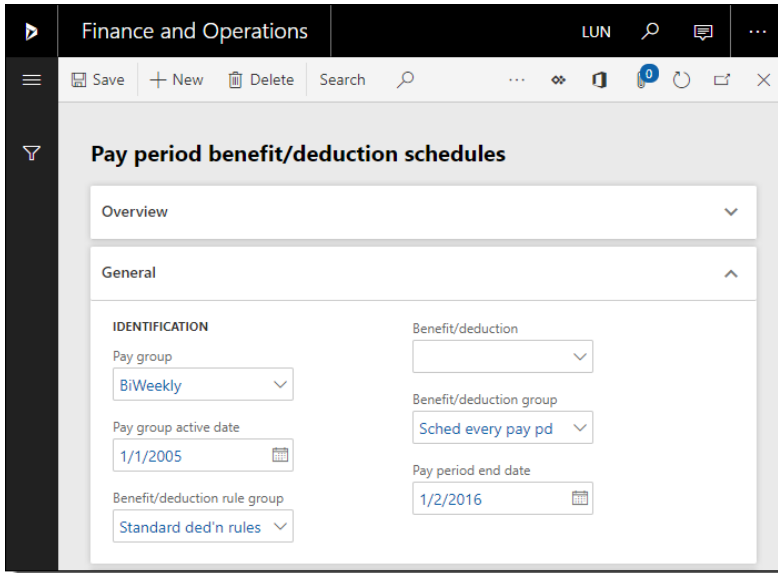 Finance and Operations
LUN
Save
New
Delete
Search
0
Pay period benefit/deduction schedules
Overview
General
IDENTIFICATION
Pay group
BiWeekly
Pay group active date
1/1/2005
Benefit/deduction rule group
Standard ded'n rules
Benefit/deduction
Benefit/deduction group
Sched every pay pd
Pay period end date
1/2/2016